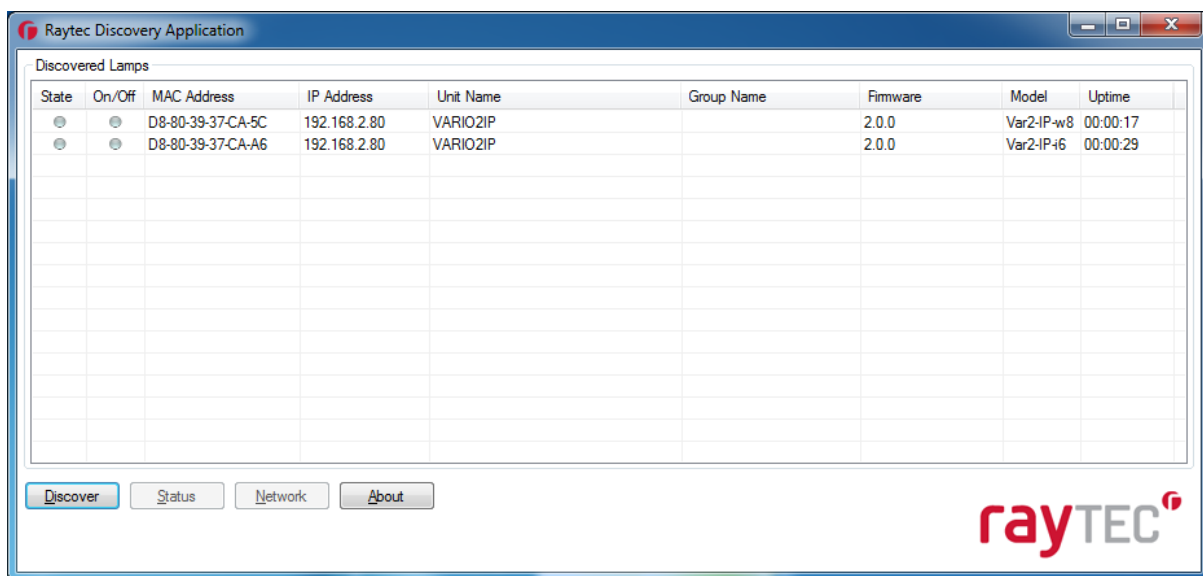 Raytec Discovery Application
Discovered Lamps
State On/Off MAC Address IP Address Unit Name Group Name Firmware Model Uptime
D8-80-39-37-CA-5C 192.168.2.80 VARIO2IP 2.0.0 Var2-IP-w8 00:00:17
D8-80-39-37-CA-A6 192.168.2.80 VARIO2IP 2.0.0 Var2-IP-i6 00:00:29
Discover Status Network About
rayTEC